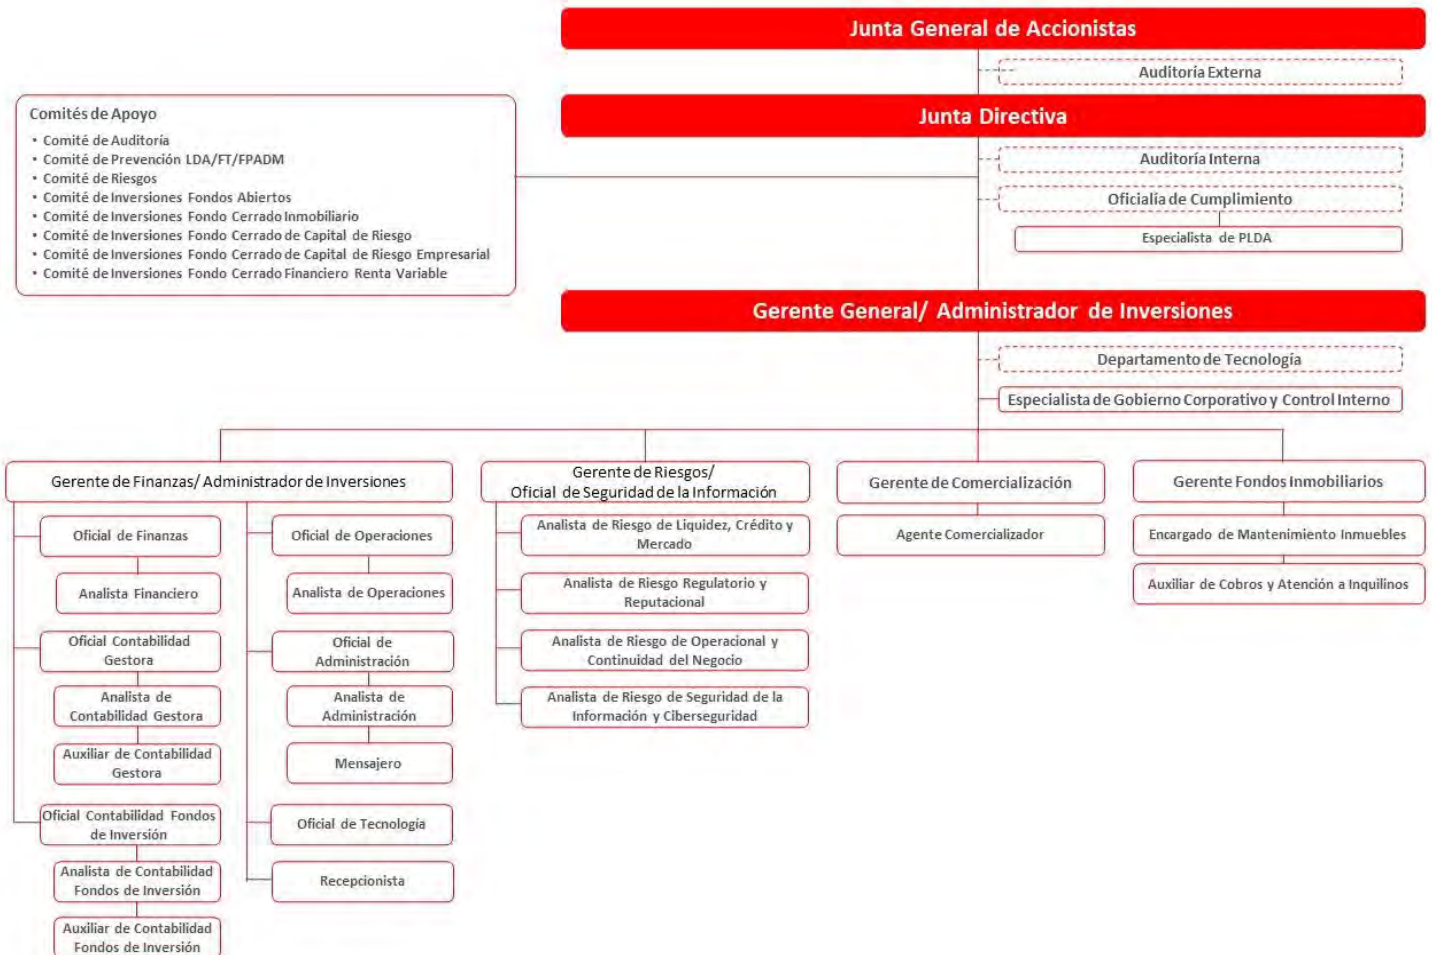 Junta General de Accionistas
Auditoría Externa
Comités de Apoyo
• Comité de Auditoría
• Comité de Prevención LDA/FT/FPADM
• Comité de Riesgos
• Comité de Inversiones Fondos Abiertos
• Comité de Inversiones Fondo Cerrado Inmobiliario
• Comité de Inversiones Fondo Cerrado de Capital de Riesgo
• Comité de Inversiones Fondo Cerrado de Capital de Riesgo Empresarial
• Comité de Inversiones Fondo Cerrado Financiero Renta Variable
Junta Directiva
Auditoría Interna
Oficialía de Cumplimiento
Especialista de PLDA
Gerente General/ Administrador de Inversiones
Departamento de Tecnología
Especialista de Gobierno Corporativo y Control Interno
Gerente de Finanzas/ Administrador de Inversiones
Oficial de Finanzas
Analista Financiero
Oficial Contabilidad
Gestora
Analista de
Contabilidad Gestora
Auxiliar de Contabilidad
Gestora
Oficial Contabilidad Fondos
de Inversión
Analista de Contabilidad
Fondos de Inversión
Auxiliar de Contabilidad
Fondos de Inversión
Oficial de Operaciones
Analista de Operaciones
Oficial de
Administración
Analista de
Administración
Mensajero
Oficial de Tecnología
Recepcionista
Gerente de Riesgos/
Oficial de Seguridad de la Información
Analista de Riesgo de Liquidez, Crédito y
Mercado
Analista de Riesgo Regulatorio y
Reputacional
Analista de Riesgo de Operacional y
Continuidad del Negocio
Analista de Riesgo de Seguridad de la
Información y Ciberseguridad
Gerente de Comercialización
Agente Comercializador
Gerente Fondos Inmobiliarios
Encargado de Mantenimiento Inmuebles
Auxiliar de Cobros y Atención a Inquilinos